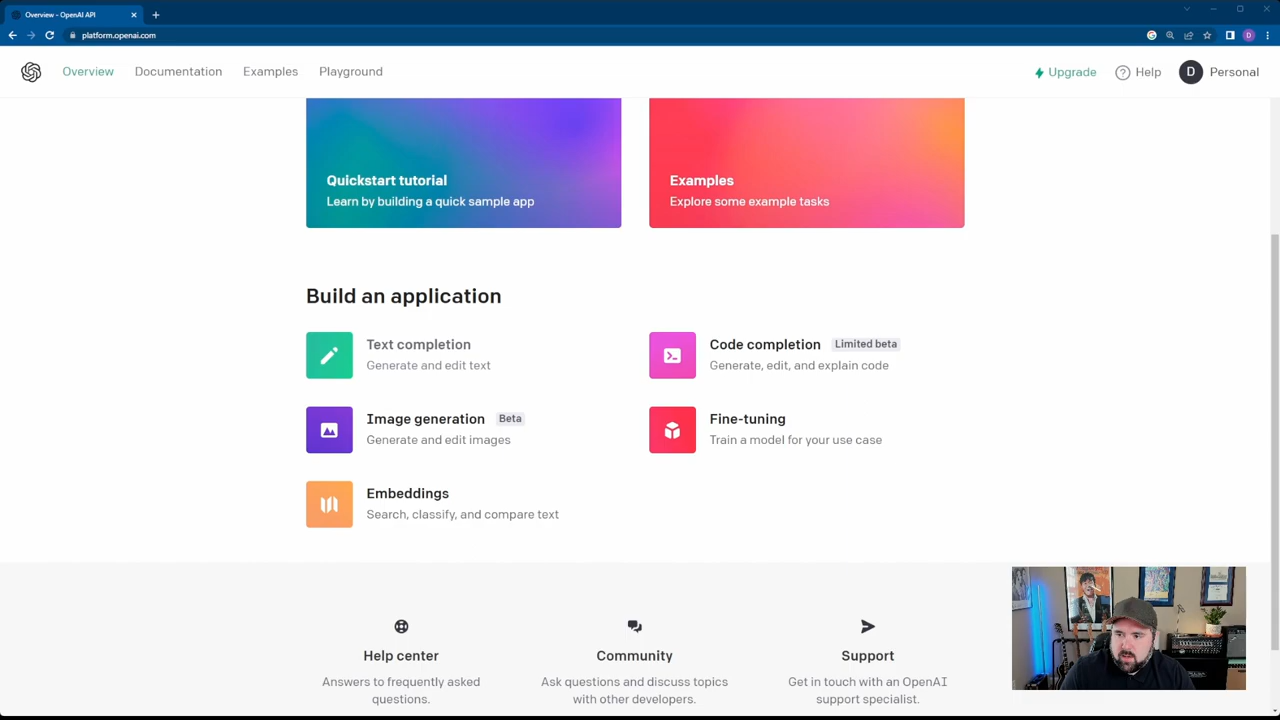 Overview - OpenAI API
platform.openai.com
D
Overview
Documentation
Examples
Playground
Upgrade
Help
D
Personal
Quickstart tutorial
Learn by building a quick sample app
Examples
Explore some example tasks
Build an application
Text completion
Generate and edit text
Code completion Limited beta
Generate, edit, and explain code
Image generation Beta
Generate and edit images
Fine-tuning
Train a model for your use case
Embeddings
Search, classify, and compare text
Help center
Answers to frequently asked
questions.
Community
Ask questions and discuss topics
with other developers.
Support
Get in touch with an OpenAI
support specialist.